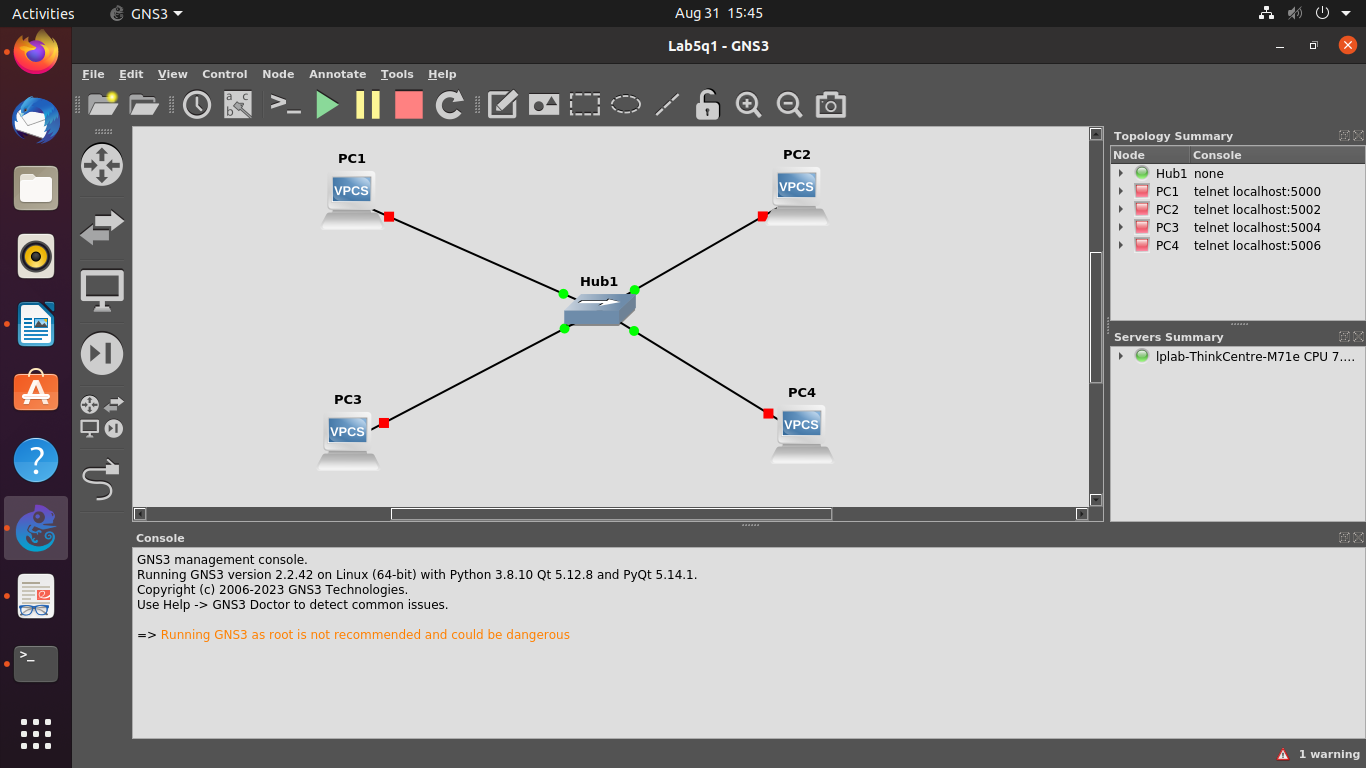 Activities GNS3 Aug 31 15:45
Lab5q1 - GNS3
File Edit View Control Node Annotate Tools Help
a c
b
>_
Topology Summary
Node Console
Hub1 none
PC1 telnet localhost:5000
PC2 telnet localhost:5002
PC3 telnet localhost:5004
PC4 telnet localhost:5006
PC1
VPCS
PC2
VPCS
Hub1
PC3
VPCS
PC4
VPCS
Servers Summary
lplab-ThinkCentre-M71e CPU 7....
Console
GNS3 management console.
Running GNS3 version 2.2.42 on Linux (64-bit) with Python 3.8.10 Qt 5.12.8 and PyQt 5.14.1.
Copyright (c) 2006-2023 GNS3 Technologies.
Use Help -> GNS3 Doctor to detect common issues.
=> Running GNS3 as root is not recommended and could be dangerous
>_
1 warning